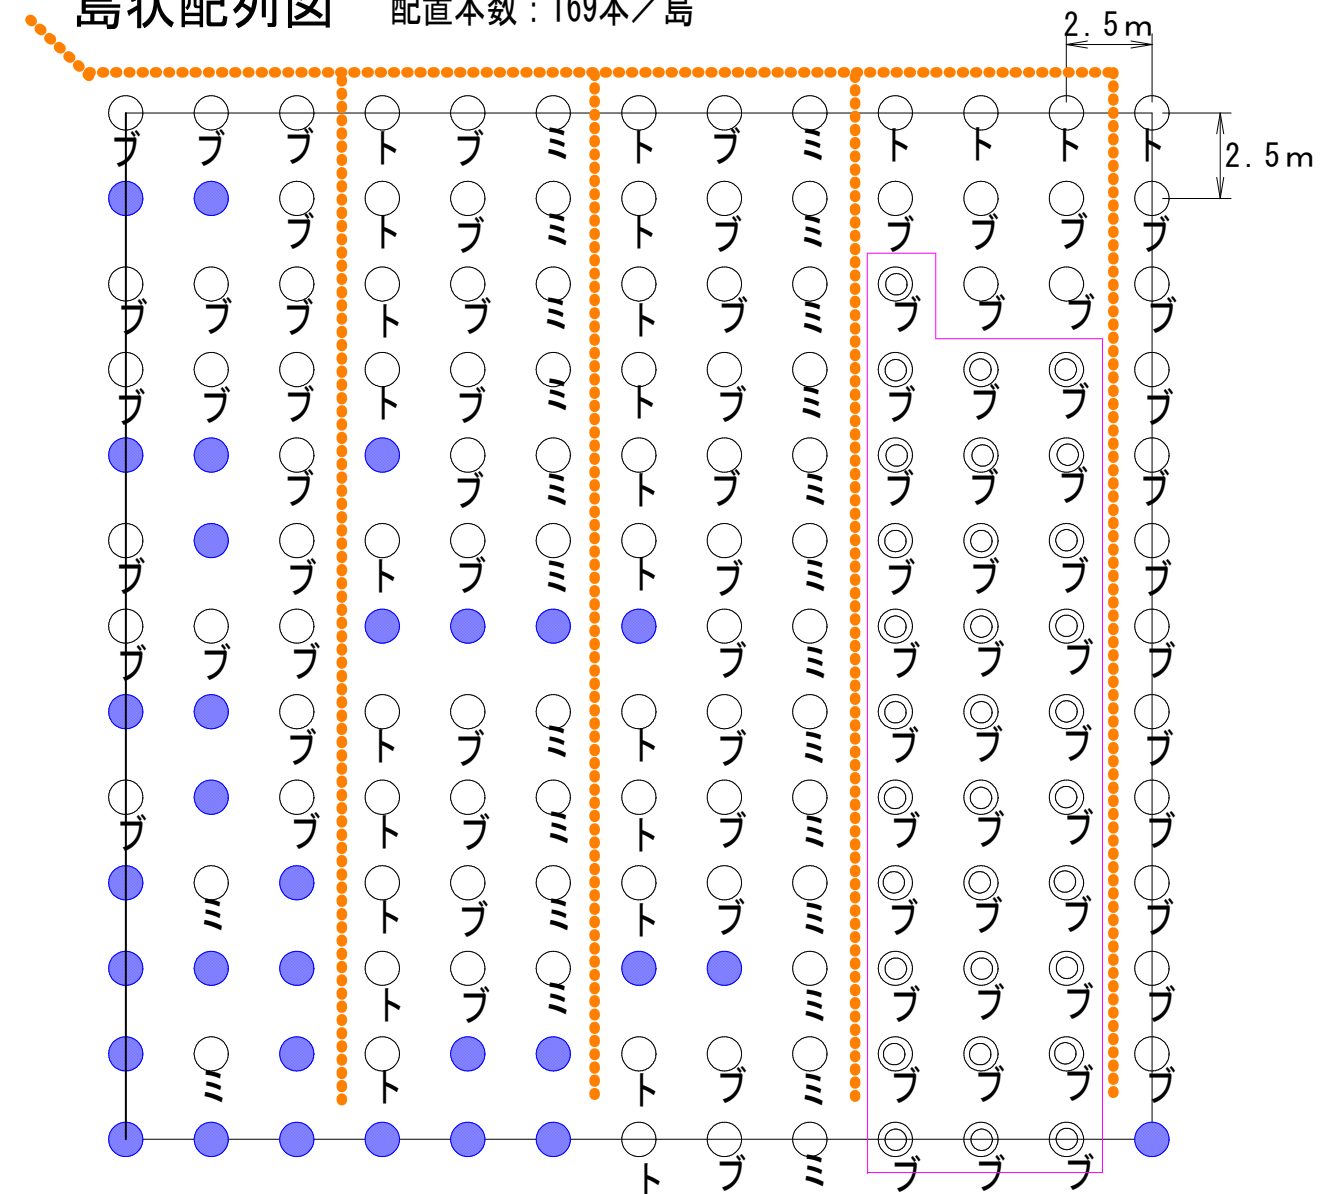 島状配列図 配置本数：169本／島
2.5m
ブ ブ ブ ト ブ ミ ト ブ ミ ト ト ト ト
2.5m
ブ ト ブ ミ ト ブ ミ ブ ブ ブ ブ
ブ ブ ブ ト ブ ミ ト ブ ミ ブ ブ ブ ブ
ブ ブ ブ ト ブ ミ ト ブ ミ ブ ブ ブ ブ
ブ ブ ミ ト ブ ミ ブ ブ ブ ブ
ブ ブ ト ブ ミ ト ブ ミ ブ ブ ブ ブ
ブ ブ ブ ブ ミ ブ ブ ブ ブ
ブ ト ブ ミ ト ブ ミ ブ ブ ブ ブ
ブ ブ ト ブ ミ ト ブ ミ ブ ブ ブ ブ
ミ ト ブ ミ ト ブ ミ ブ ブ ブ ブ
ト ブ ミ ミ ブ ブ ブ ブ
ミ ト ト ブ ミ ブ ブ ブ ブ
ト ブ ミ ブ ブ ブ